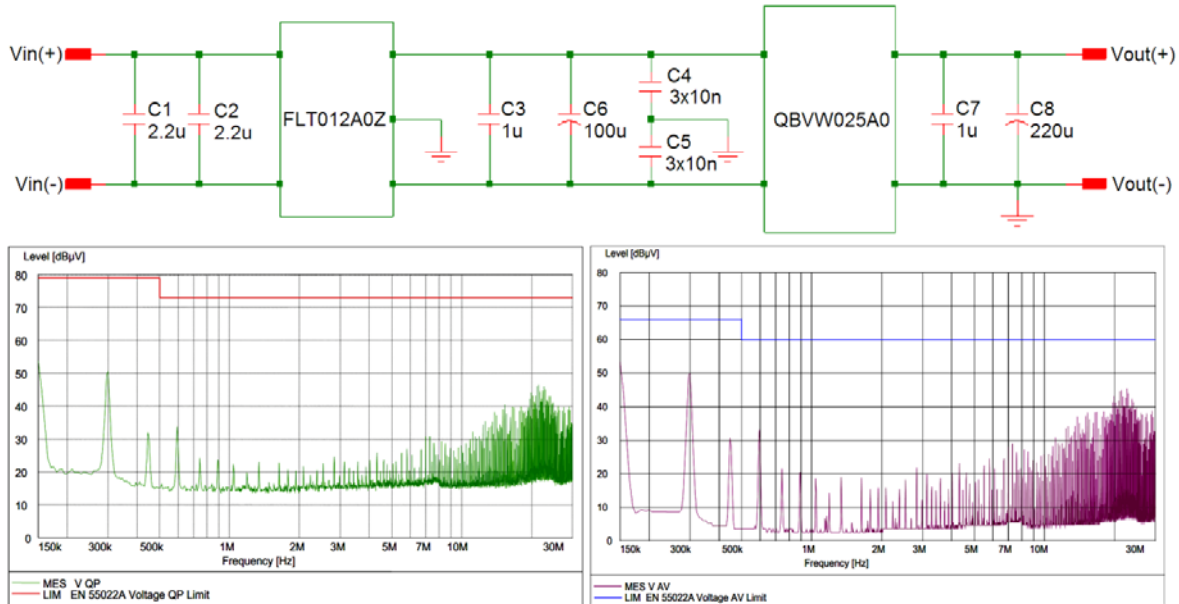 Vin(+)
C1
2.2u
C2
2.2u
FLT012A0Z
C3
1u
C6
100u
C4
3x10n
C5
3x10n
QBVW025A0
C7
1u
C8
220u
Vout(+)
Vin(-)
Vout(-)
Level [dBµV]
80
70
60
50
40
30
20
10
0
150k 300k 500k 1M 2M 3M 5M 7M 10M 30M
Frequency [Hz]
MES V QP
LIM EN 55022A Voltage QP Limit
Level [dBµV]
80
70
60
50
40
30
20
10
0
150k 300k 500k 1M 2M 3M 5M 7M 10M 30M
Frequency [Hz]
MES V AV
LIM EN 55022A Voltage AV Limit